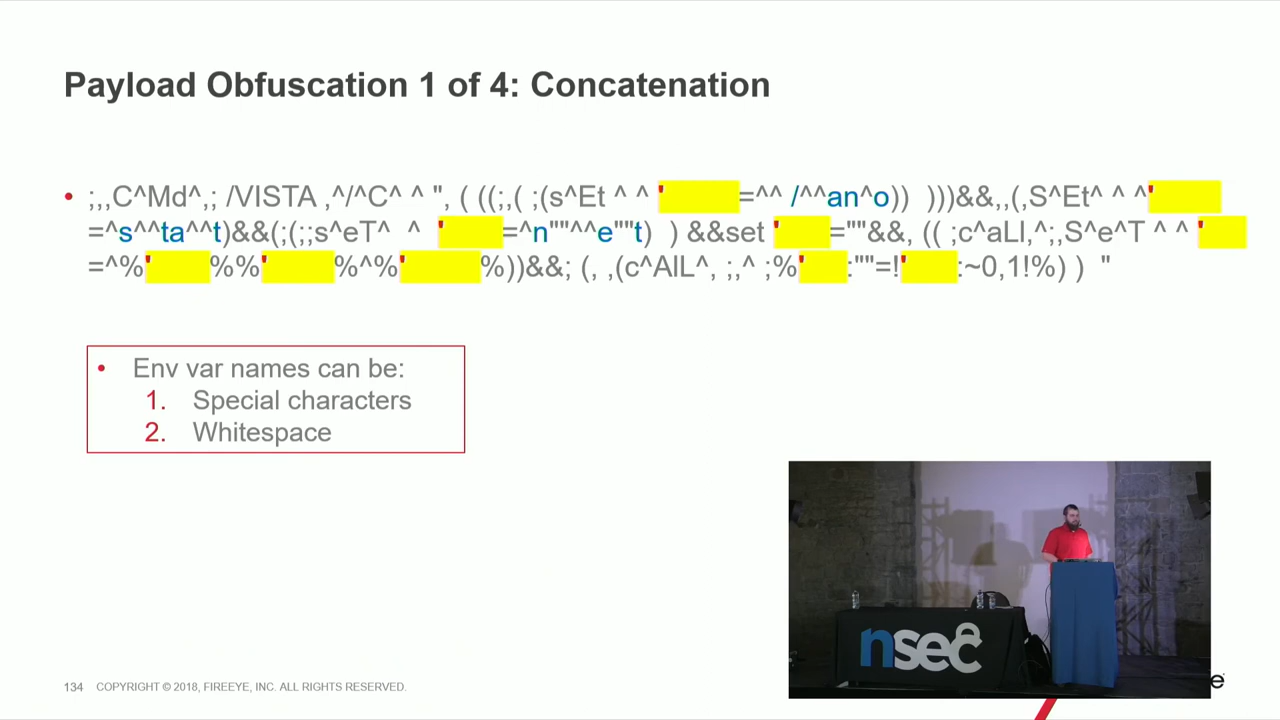 Payload Obfuscation 1 of 4: Concatenation
• ;,,C^Md^,; /VISTA ,^/^C^ ^ ", ( ((;,( ;(s^Et ^ ^ '        =^^ /^^an^o))  )))&&,,(,S^Et^ ^ ^'
=^s^^ta^^t)&&(;(;;s^eT^  ^  '      =^n""^^e""t)  ) &&set '     =""&&, (( ;c^aLl,^;,S^e^T ^ ^ '
=^%'      %%'       %^%'        %))&&; (, ,(c^AlL^, ;,^ ;%'    :""=!'     :~0,1!%) )  "
• Env var names can be:
1. Special characters
2. Whitespace
nsec
134 COPYRIGHT © 2018, FIREEYE, INC. ALL RIGHTS RESERVED.